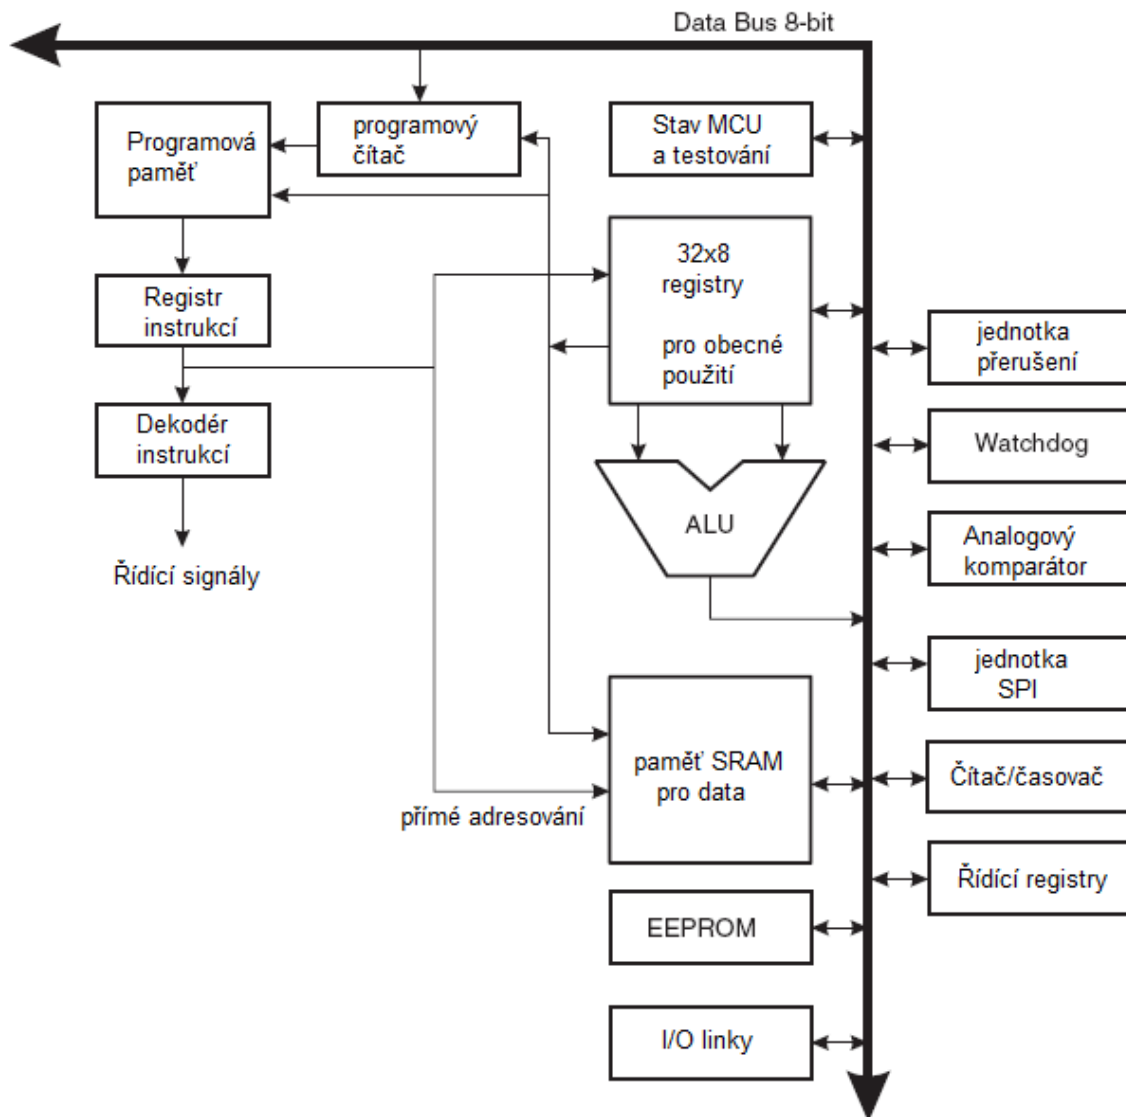 Data Bus 8-bit
Programová
paměť
programový
čítač
Stav MCU
a testování
32x8
registry
pro obecné
použití
Registr
instrukcí
Dekodér
instrukcí
Řídící signály
ALU
paměť SRAM
pro data
přímé adresování
EEPROM
I/O linky
jednotka
přerušení
Watchdog
Analogový
komparátor
jednotka
SPI
Čítač/časovač
Řídící registry